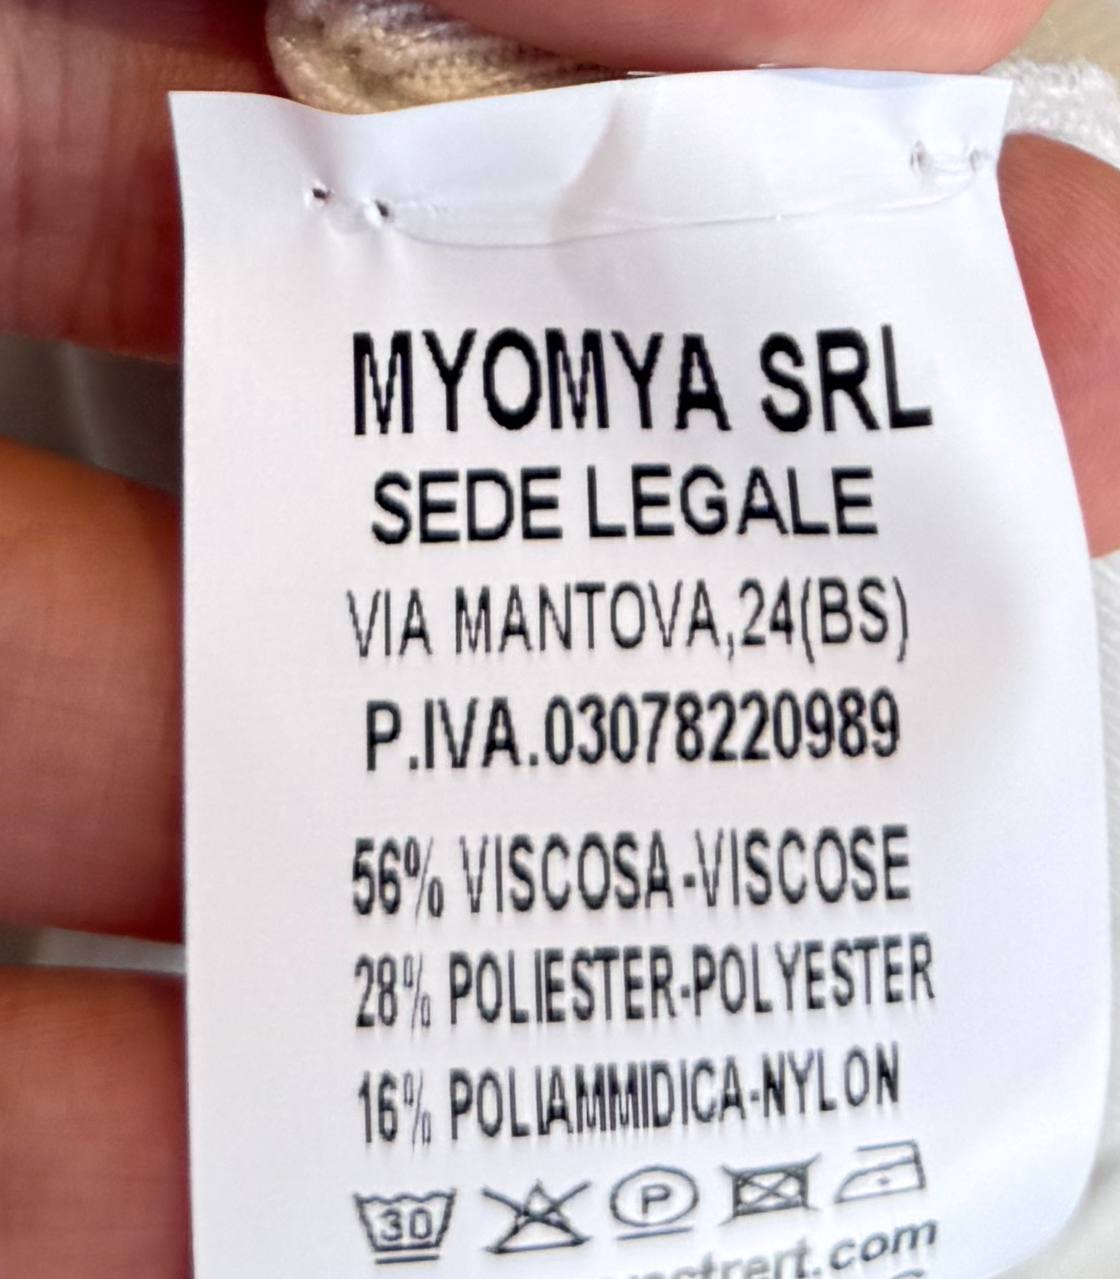 MYOMYA SRL
SEDE LEGALE
VIA MANTOVA,24(BS)
P.IVA.03078220989
56% VISCOSA-VISCOSE
28% POLIESTER-POLYESTER
16% POLIAMMIDICA-NYLON
30 P